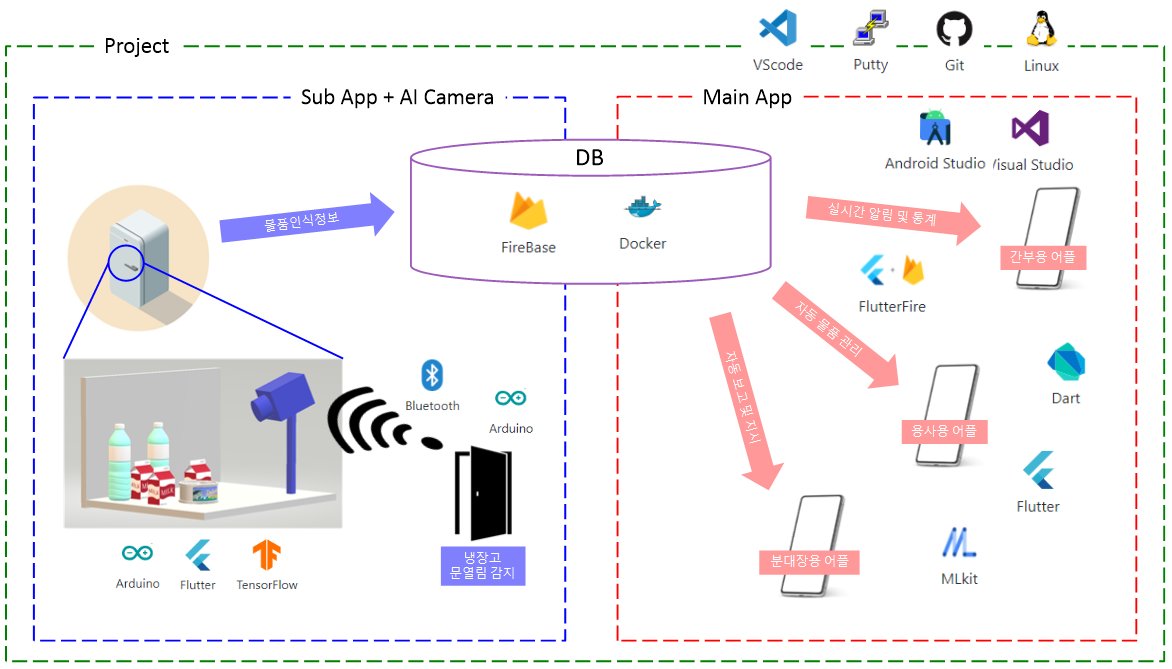 Project
VScode
Putty
Git
Linux
Sub App + AI Camera
Main App
DB
FireBase
Docker
물품인식정보
Android Studio
Visual Studio
실시간 알림 및 통계
간부용 어플
FlutterFire
자동 물품 관리
자동 보고 및 지시
Dart
용사용 어플
Flutter
분대장용 어플
MLkit
Bluetooth
Arduino
MILK
MILK
MILK
냉장고
문열림 감지
Arduino
Flutter
TensorFlow